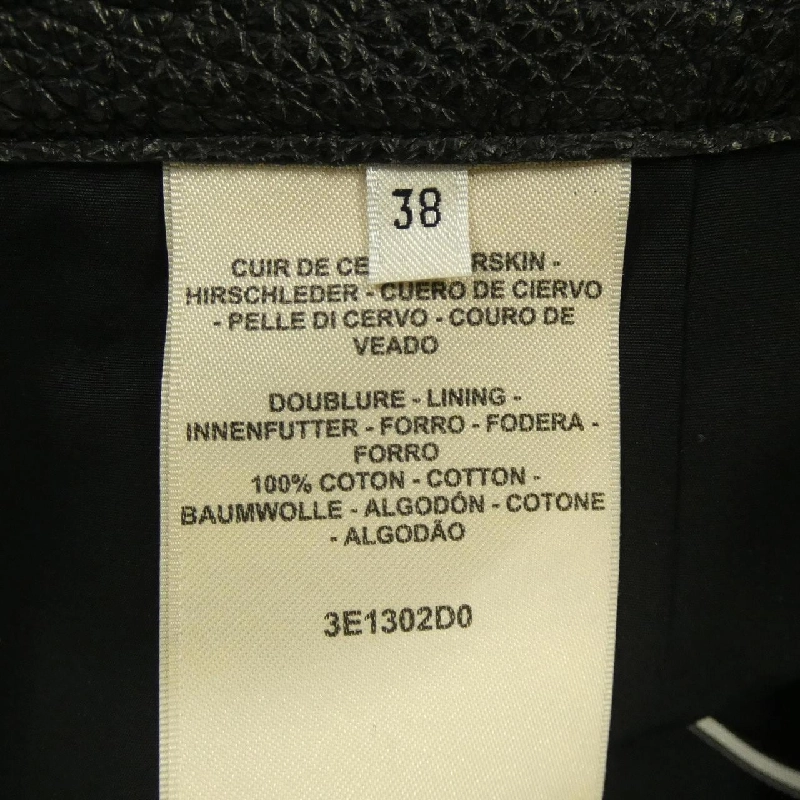 38
CUIR DE CE RSKIN -
HIRSCHLEDER - CUERO DE CIERVO
- PELLE DI CERVO - COURO DE
VEADO
DOUBLURE - LINING -
INNENFUTTER - FORRO - FODERA -
FORRO
100% COTON - COTTON -
BAUMWOLLE - ALGODÓN - COTONE
- ALGODÃO
3E1302D0